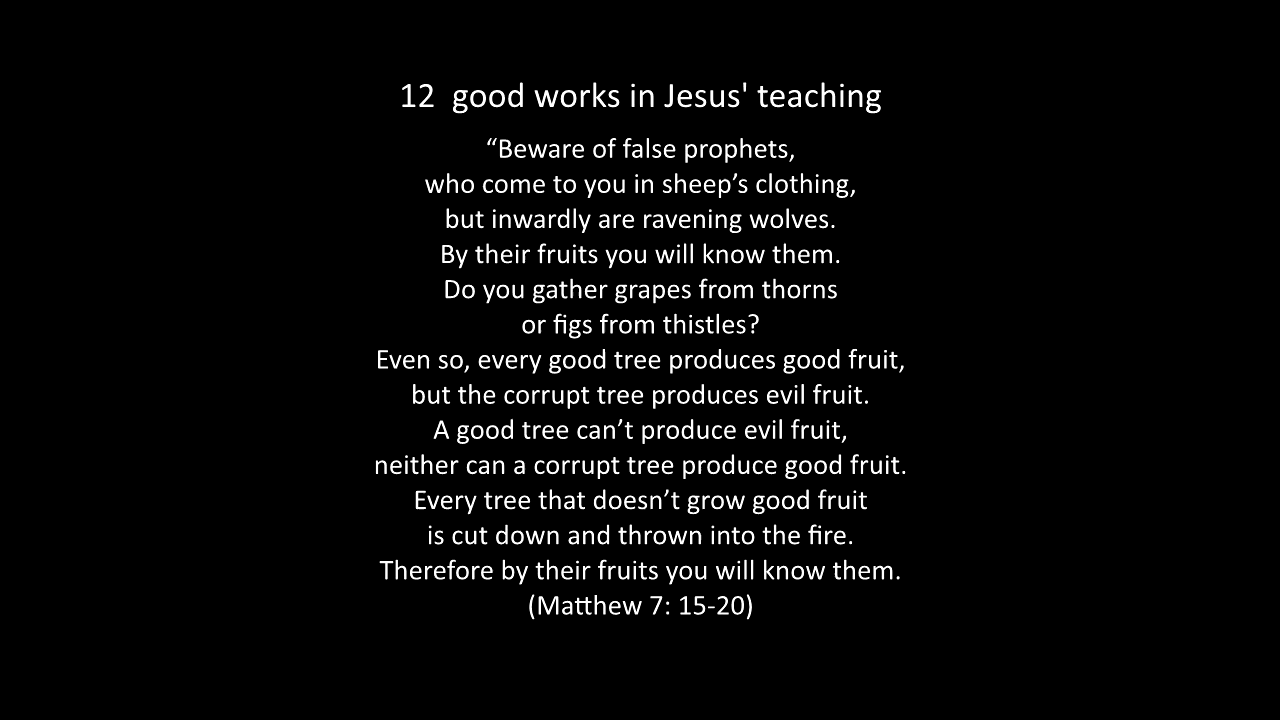 12  good works in Jesus' teaching
“Beware of false prophets,
who come to you in sheep’s clothing,
but inwardly are ravening wolves.
By their fruits you will know them.
Do you gather grapes from thorns
or figs from thistles?
Even so, every good tree produces good fruit,
but the corrupt tree produces evil fruit.
A good tree can’t produce evil fruit,
neither can a corrupt tree produce good fruit.
Every tree that doesn’t grow good fruit
is cut down and thrown into the fire.
Therefore by their fruits you will know them.
(Matthew 7: 15-20)